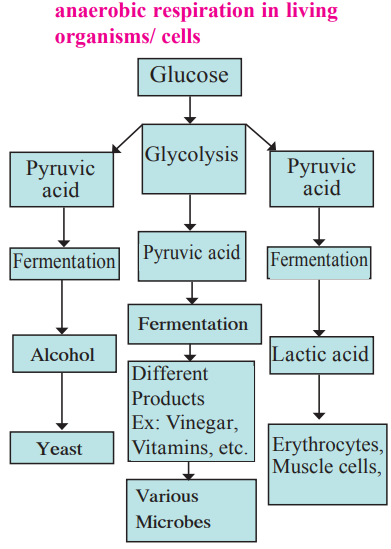 anaerobic respiration in living
organisms/ cells
Glucose
Glycolysis
Pyruvic
acid
Fermentation
Alcohol
Yeast
Pyruvic acid
Fermentation
Different
Products
Ex: Vinegar,
Vitamins, etc.
Various
Microbes
Pyruvic
acid
Fermentation
Lactic acid
Erythrocytes,
Muscle cells,